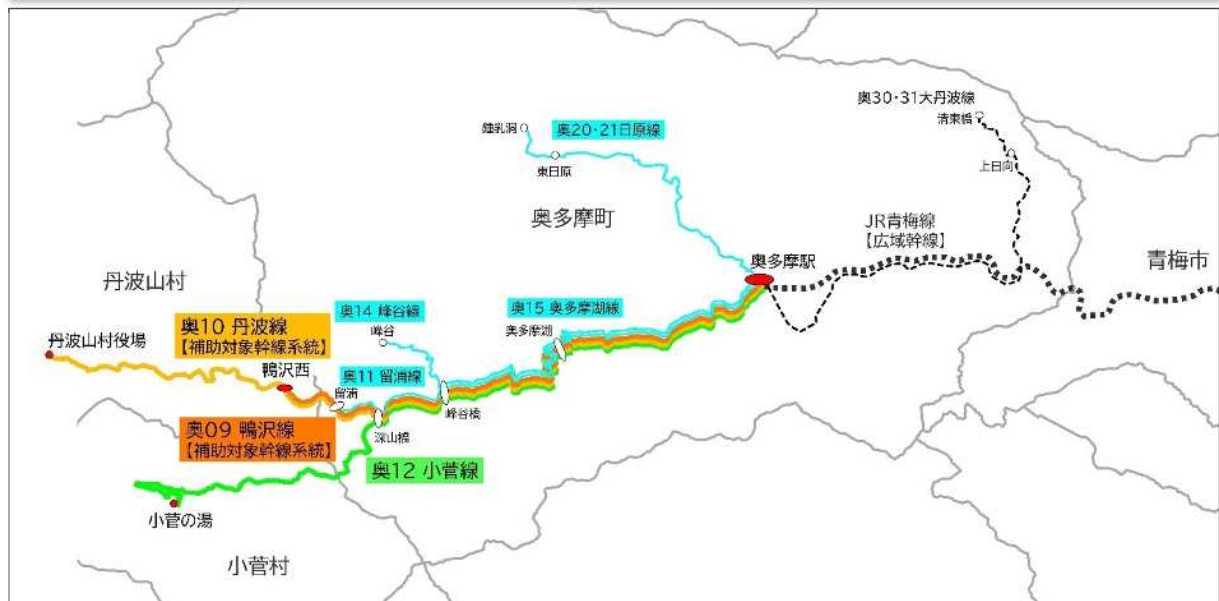 奥30・31大丹波線
清東橋
鍾乳洞
奥20・21日原線
上日向
東日原
奥多摩町
JR青梅線
【広域幹線】
奥多摩駅
青梅市
丹波山村
奥14 峰谷線
奥15 奥多摩湖線
奥10 丹波線
【補助対象幹線系統】
峰谷
奥多摩湖
丹波山村役場
鴨沢西
奥11 留浦線
留浦
峰谷橋
奥09 鴨沢線
【補助対象幹線系統】
深山橋
奥12 小菅線
小菅の湯
小菅村